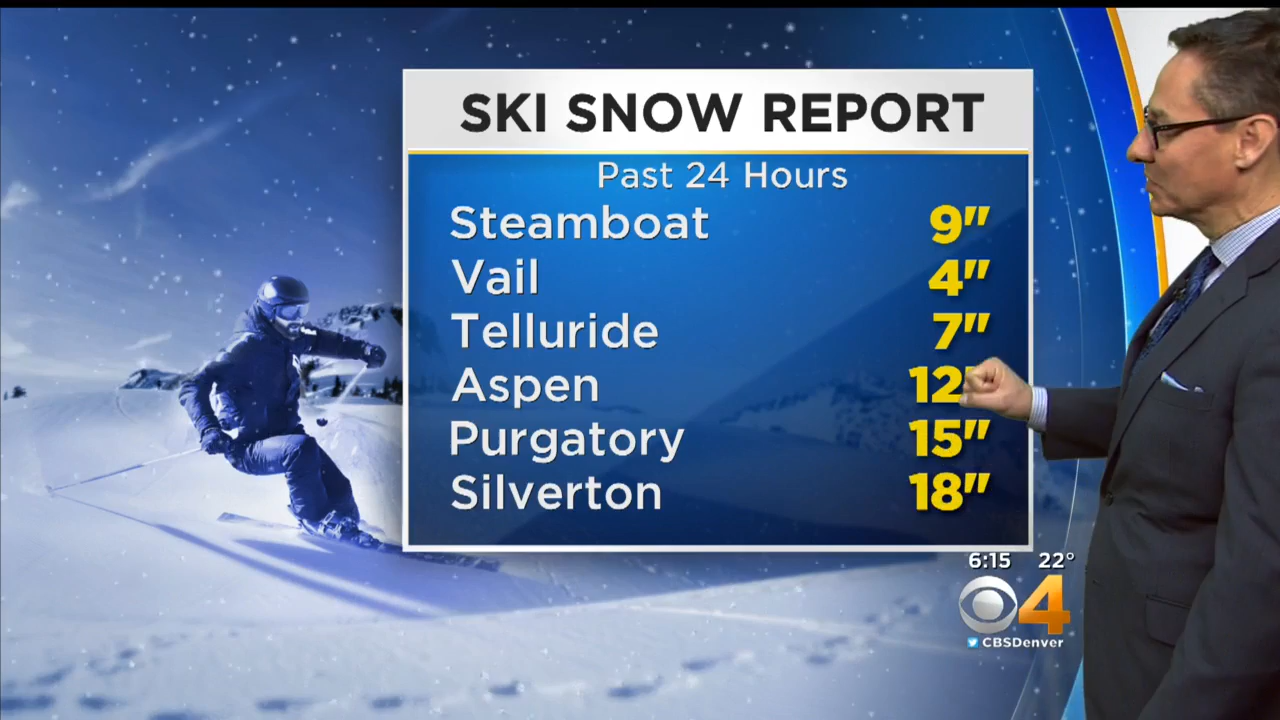 SKI SNOW REPORT
Past 24 Hours
Steamboat 9"
Vail 4"
Telluride 7"
Aspen 12"
Purgatory 15"
Silverton 18"
6:15 22°
4
CBSDenver